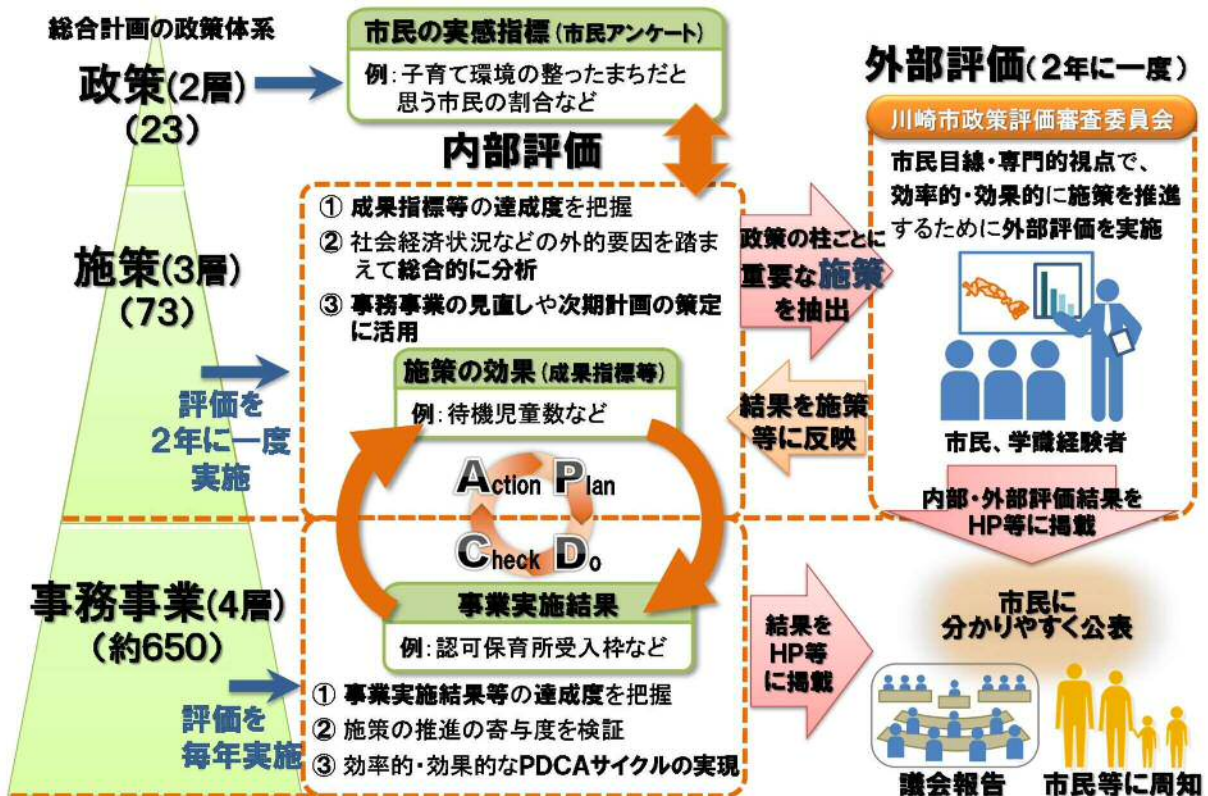 総合計画の政策体系
政策(2層)
(23)
施策(3層)
(73)
評価を
2年に一度
実施
事務事業(4層)
(約650)
評価を
毎年実施
市民の実感指標(市民アンケート)
例:子育て環境の整ったまちだと
思う市民の割合など
内部評価
① 成果指標等の達成度を把握
② 社会経済状況などの外的要因を踏ま
えて総合的に分析
③ 事務事業の見直しや次期計画の策定
に活用
施策の効果(成果指標等)
例:待機児童数など
Action Plan
Check Do
事業実施結果
例:認可保育所受入枠など
① 事業実施結果等の達成度を把握
② 施策の推進の寄与度を検証
③ 効率的・効果的なPDCAサイクルの実現
政策の柱ごとに
重要な施策
を抽出
結果を施策
等に反映
結果を
HP等
に掲載
外部評価(2年に一度)
川崎市政策評価審査委員会
市民目線・専門的視点で、
効率的・効果的に施策を推進
するために外部評価を実施
市民、学識経験者
内部・外部評価結果を
HP等に掲載
市民に
分かりやすく公表
議会報告
市民等に周知